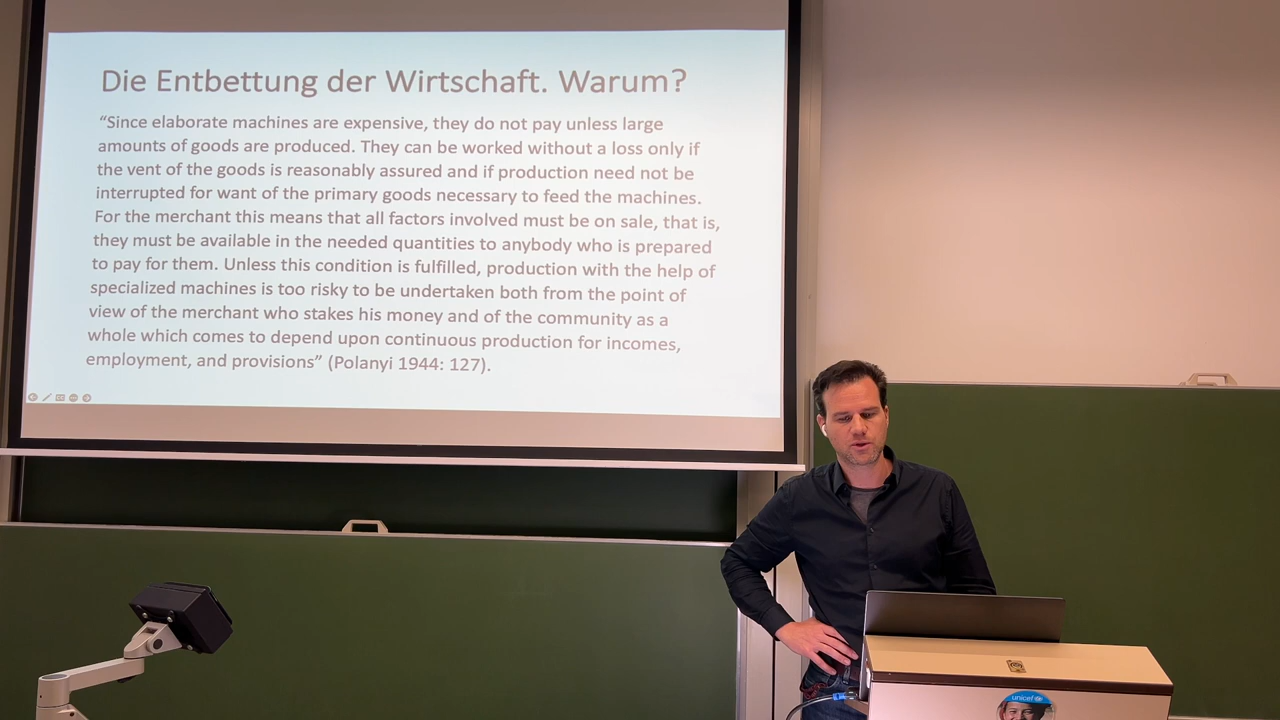 Die Entbettung der Wirtschaft. Warum?
“Since elaborate machines are expensive, they do not pay unless large
amounts of goods are produced. They can be worked without a loss only if
the vent of the goods is reasonably assured and if production need not be
interrupted for want of the primary goods necessary to feed the machines.
For the merchant this means that all factors involved must be on sale, that is,
they must be available in the needed quantities to anybody who is prepared
to pay for them. Unless this condition is fulfilled, production with the help of
specialized machines is too risky to be undertaken both from the point of
view of the merchant who stakes his money and of the community as a
whole which comes to depend upon continuous production for incomes,
employment, and provisions” (Polanyi 1944: 127).
unicef